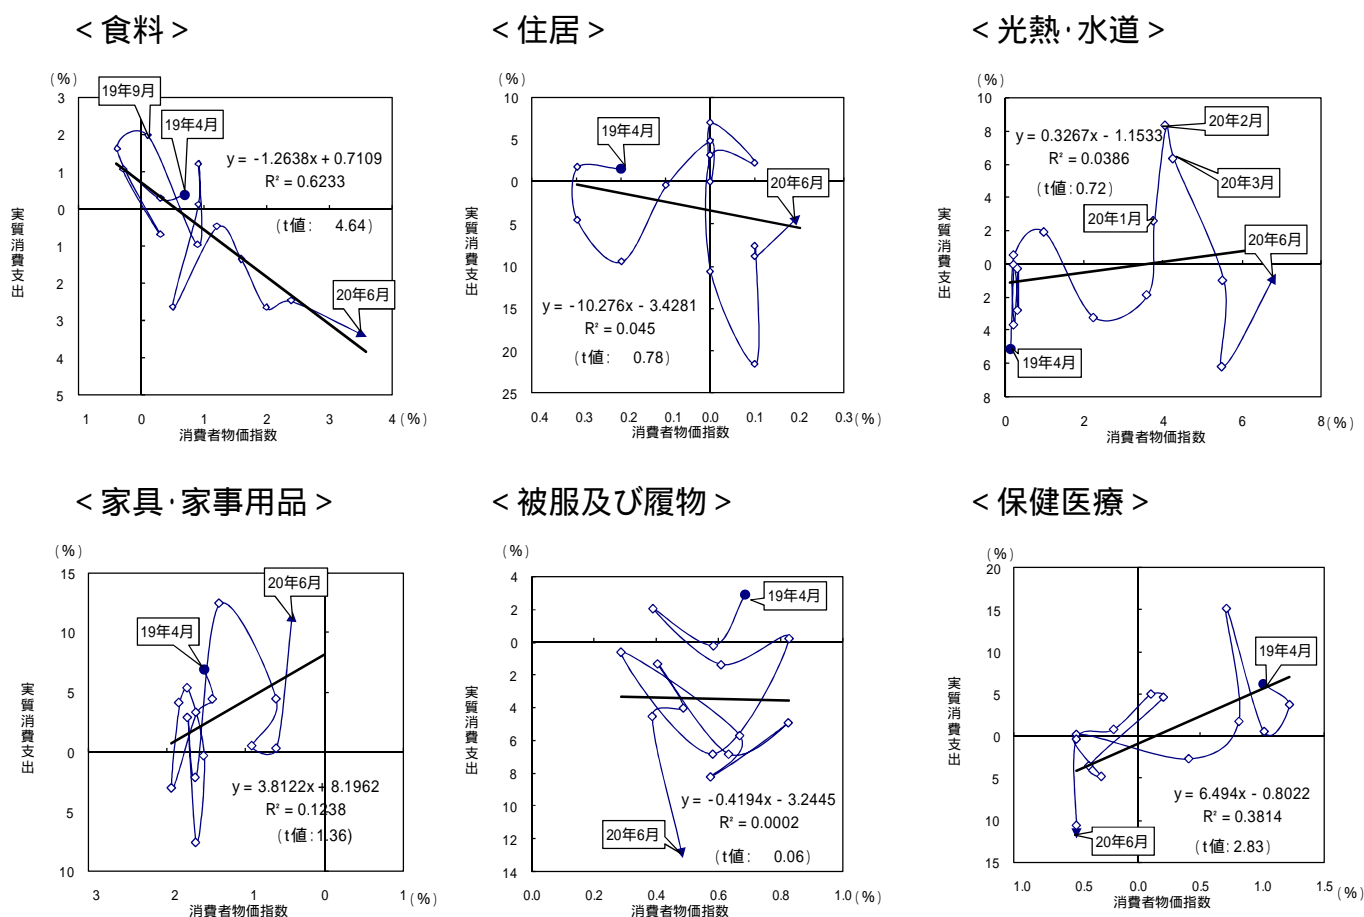 ＜食料＞
(%)
3
2
1
0
1
2
3
4
5
19年9月
19年4月
y = -1.2638x + 0.7109
R² = 0.6233
(t値： 4.64)
20年6月
実質消費支出
1 0 1 2 3 4 (%)
消費者物価指数
＜住居＞
(%)
10
5
0
5
10
15
20
25
19年4月
20年6月
y = -10.276x - 3.4281
R² = 0.045
(t値： 0.78)
実質消費支出
0.4 0.3 0.2 0.1 0.0 0.1 0.2 0.3 (%)
消費者物価指数
＜光熱･水道＞
(%)
10
8
6
4
2
0
2
4
6
8
20年2月
y = 0.3267x - 1.1533
R² = 0.0386
(t値：0.72)
20年3月
20年1月
20年6月
19年4月
実質消費支出
0 2 4 6 8 (%)
消費者物価指数
＜家具･家事用品＞
(%)
15
10
5
0
5
10
20年6月
19年4月
y = 3.8122x + 8.1962
R² = 0.1238
(t値：1.36)
実質消費支出
3 2 1 0 1 (%)
消費者物価指数
＜被服及び履物＞
(%)
4
2
0
2
4
6
8
10
12
14
19年4月
y = -0.4194x - 3.2445
R² = 0.0002
20年6月
(t値： 0.06)
実質消費支出
0.0 0.2 0.4 0.6 0.8 1.0 (%)
消費者物価指数
＜保健医療＞
(%)
20
15
10
5
0
5
10
15
19年4月
y = 6.494x - 0.8022
R² = 0.3814
20年6月
(t値：2.83)
実質消費支出
1.0 0.5 0.0 0.5 1.0 1.5 (%)
消費者物価指数